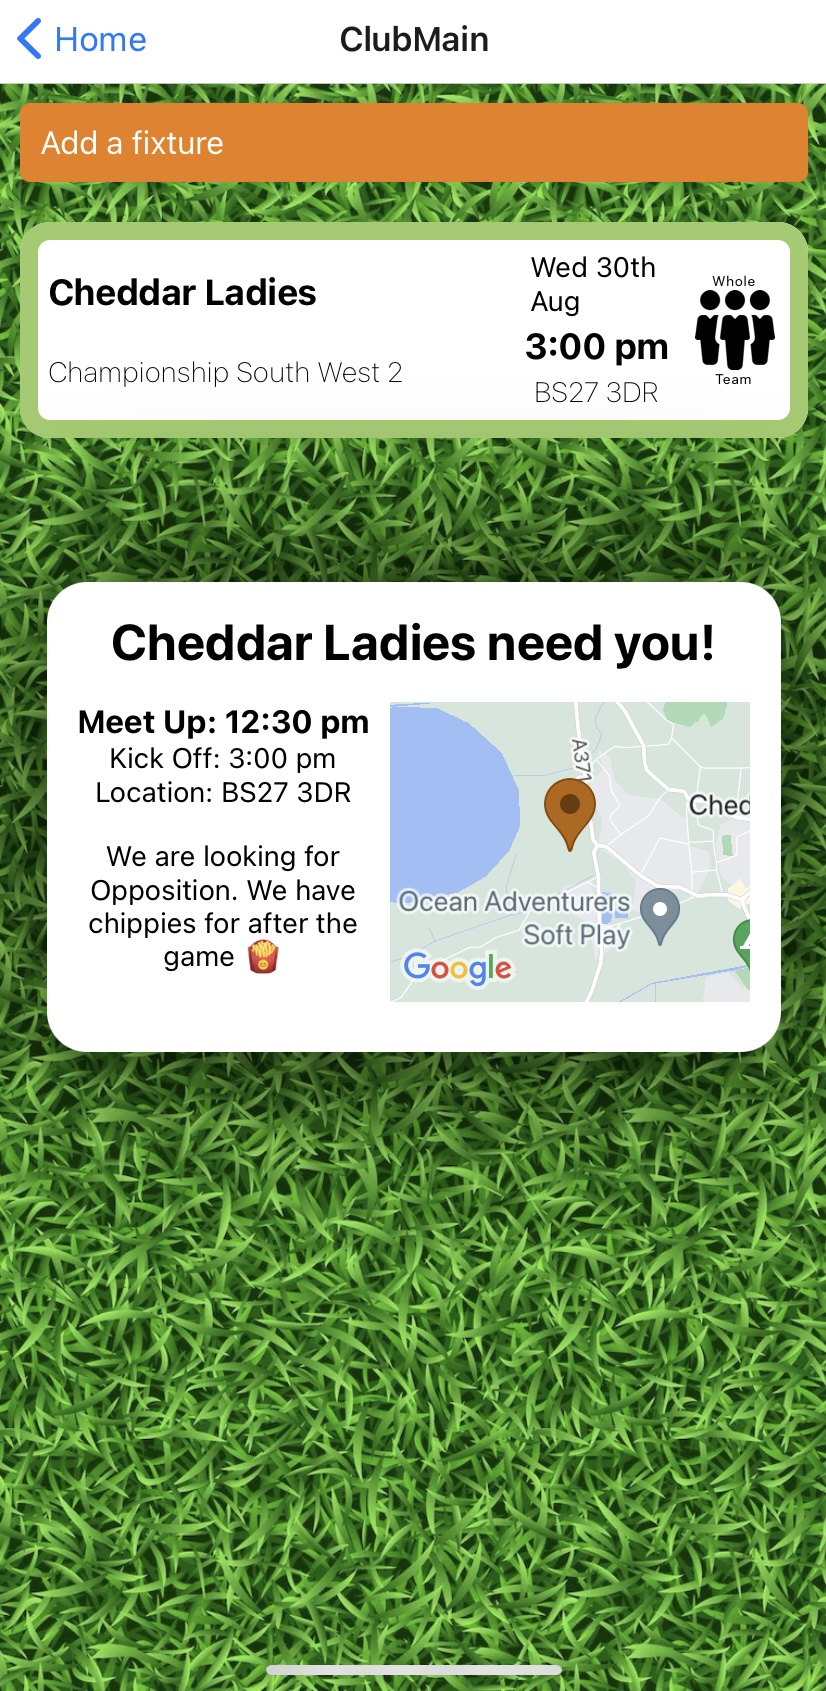 Home
ClubMain
Add a fixture
Cheddar Ladies
Championship South West 2
Wed 30th
Aug
3:00 pm
BS27 3DR
Whole
Team
Cheddar Ladies need you!
Meet Up: 12:30 pm
Kick Off: 3:00 pm
Location: BS27 3DR
We are looking for
Opposition. We have
chippies for after the
game 🍟
A371
Ched
Ocean Adventurers
Soft Play
Google